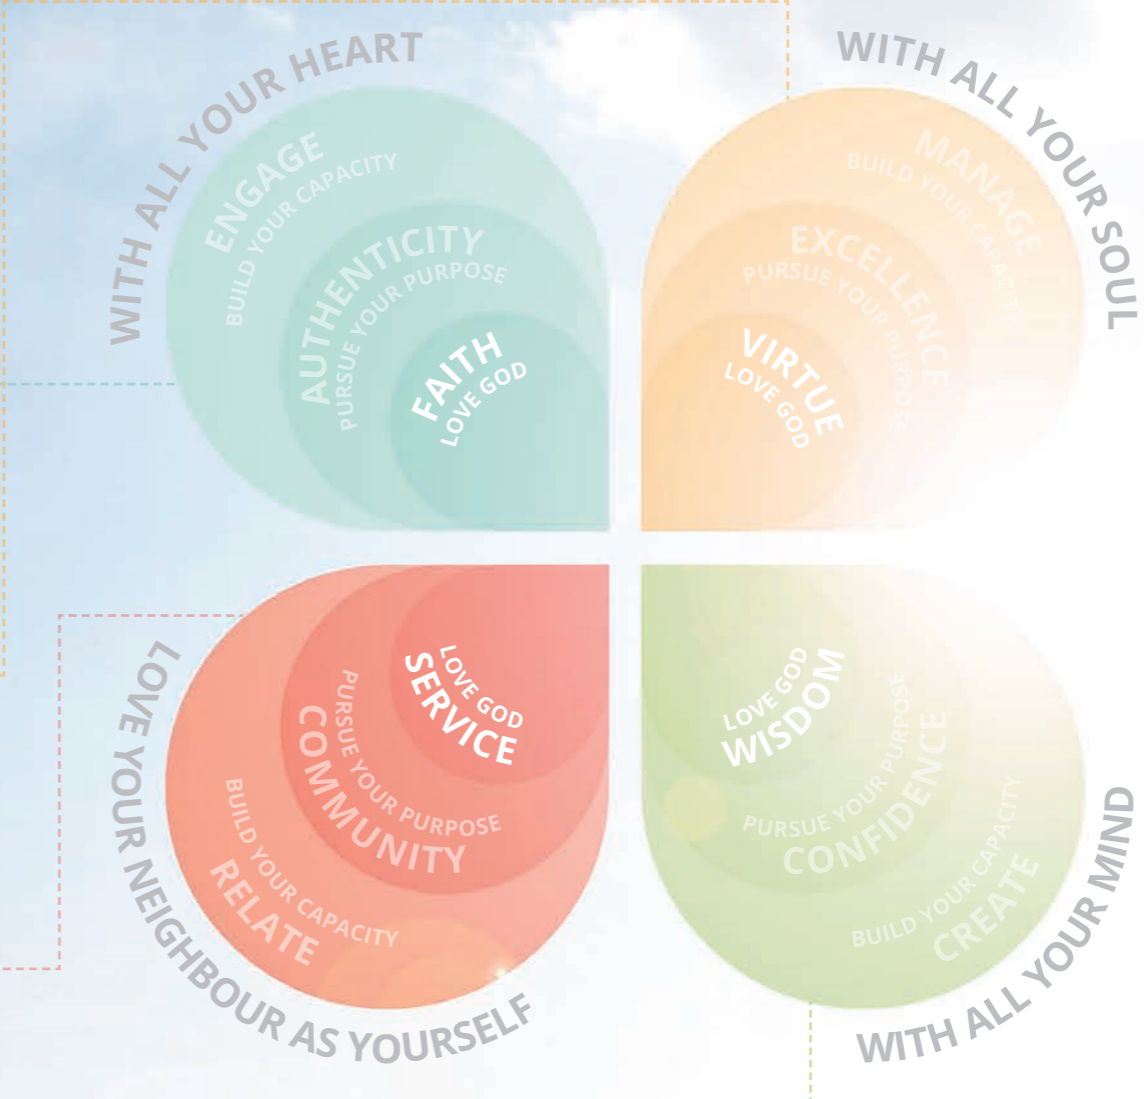 WITH ALL YOUR HEART
ENGAGE
BUILD YOUR CAPACITY
AUTHENTICITY
PURSUE YOUR PURPOSE
FAITH
LOVE GOD
WITH ALL YOUR SOUL
MANAGE
BUILD YOUR CAPACITY
EXCELLENCE
PURSUE YOUR PURPOSE
VIRTUE
LOVE GOD
LOVE GOD
SERVICE
PURSUE YOUR PURPOSE
COMMUNITY
BUILD YOUR CAPACITY
RELATE
LOVE YOUR NEIGHBOUR AS YOURSELF
LOVE GOD
WISDOM
PURSUE YOUR PURPOSE
CONFIDENCE
BUILD YOUR CAPACITY
CREATE
WITH ALL YOUR MIND